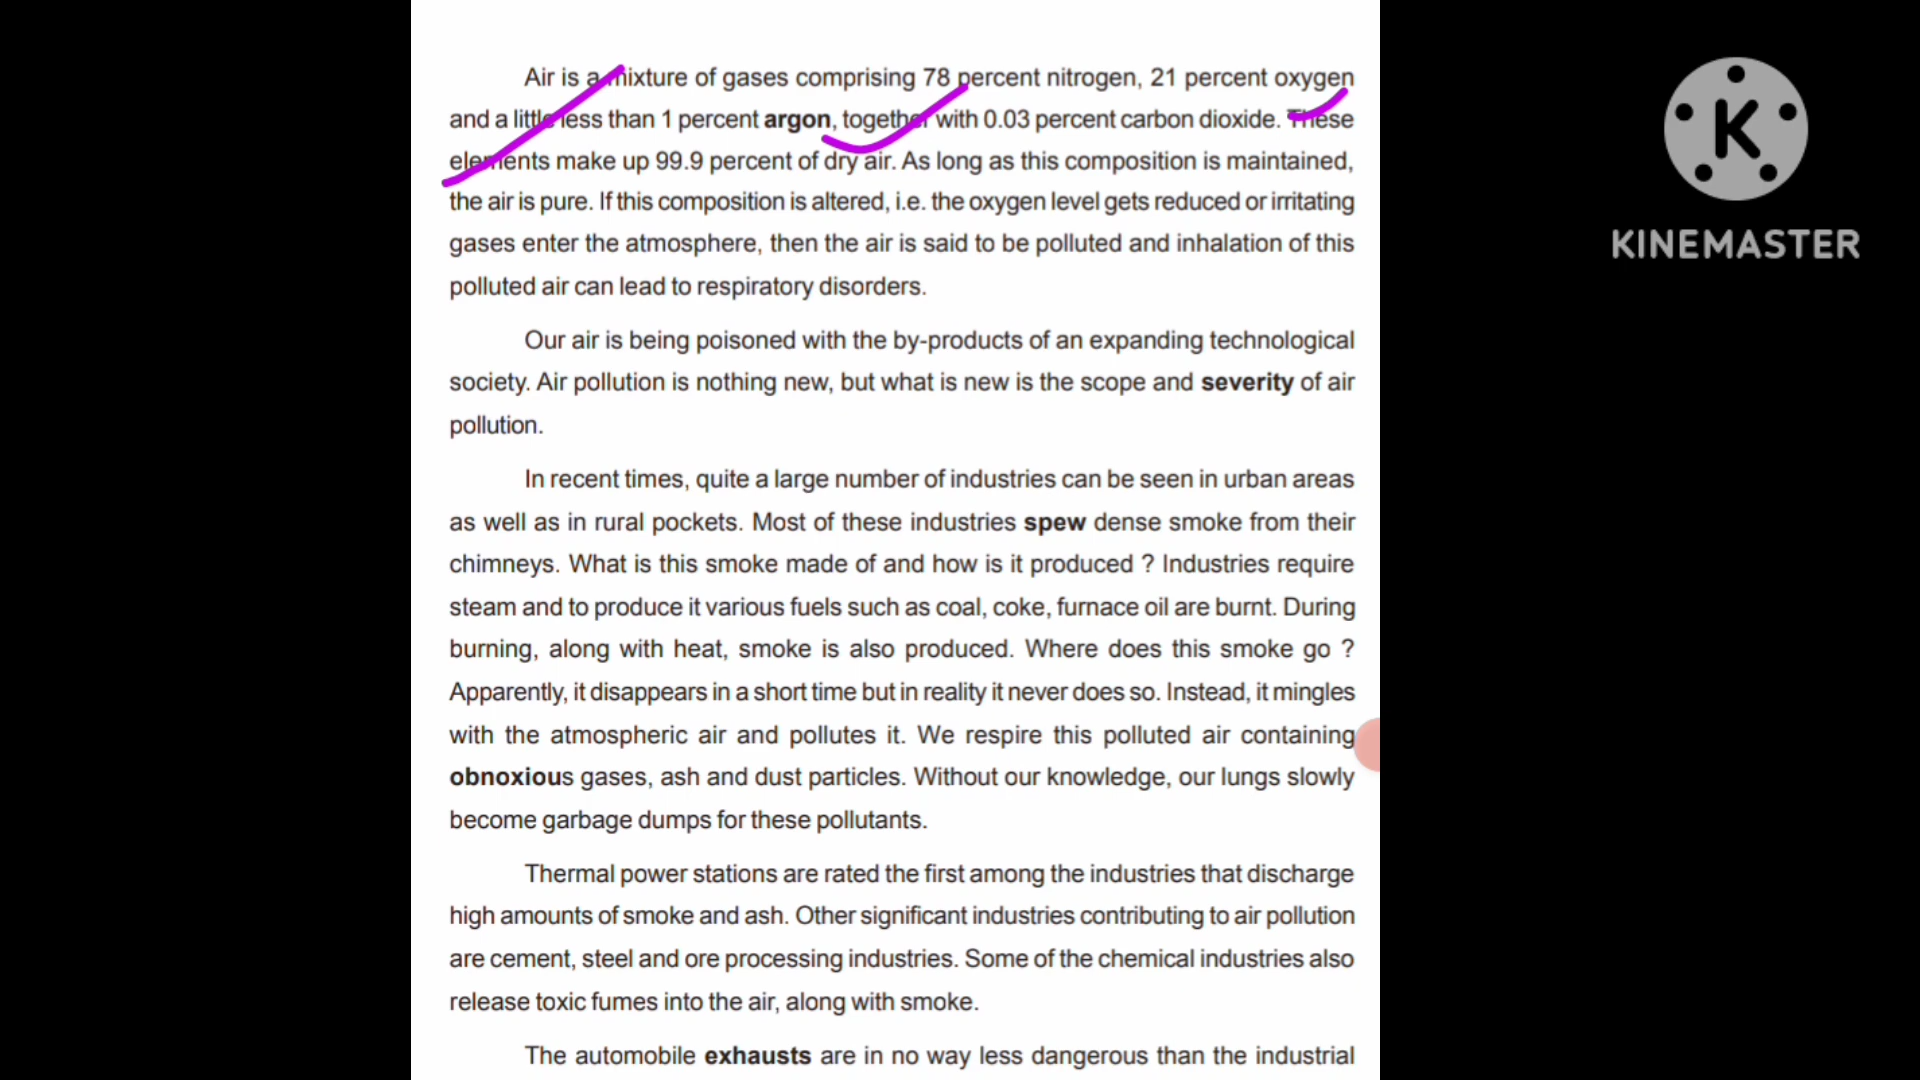 Air is a mixture of gases comprising 78 percent nitrogen, 21 percent oxygen
and a little less than 1 percent argon, together with 0.03 percent carbon dioxide. These
elements make up 99.9 percent of dry air. As long as this composition is maintained,
the air is pure. If this composition is altered, i.e. the oxygen level gets reduced or irritating
gases enter the atmosphere, then the air is said to be polluted and inhalation of this
polluted air can lead to respiratory disorders.
Our air is being poisoned with the by-products of an expanding technological
society. Air pollution is nothing new, but what is new is the scope and severity of air
pollution.
In recent times, quite a large number of industries can be seen in urban areas
as well as in rural pockets. Most of these industries spew dense smoke from their
chimneys. What is this smoke made of and how is it produced ? Industries require
steam and to produce it various fuels such as coal, coke, furnace oil are burnt. During
burning, along with heat, smoke is also produced. Where does this smoke go ?
Apparently, it disappears in a short time but in reality it never does so. Instead, it mingles
with the atmospheric air and pollutes it. We respire this polluted air containing
obnoxious gases, ash and dust particles. Without our knowledge, our lungs slowly
become garbage dumps for these pollutants.
Thermal power stations are rated the first among the industries that discharge
high amounts of smoke and ash. Other significant industries contributing to air pollution
are cement, steel and ore processing industries. Some of the chemical industries also
release toxic fumes into the air, along with smoke.
The automobile exhausts are in no way less dangerous than the industrial
K
KINEMASTER